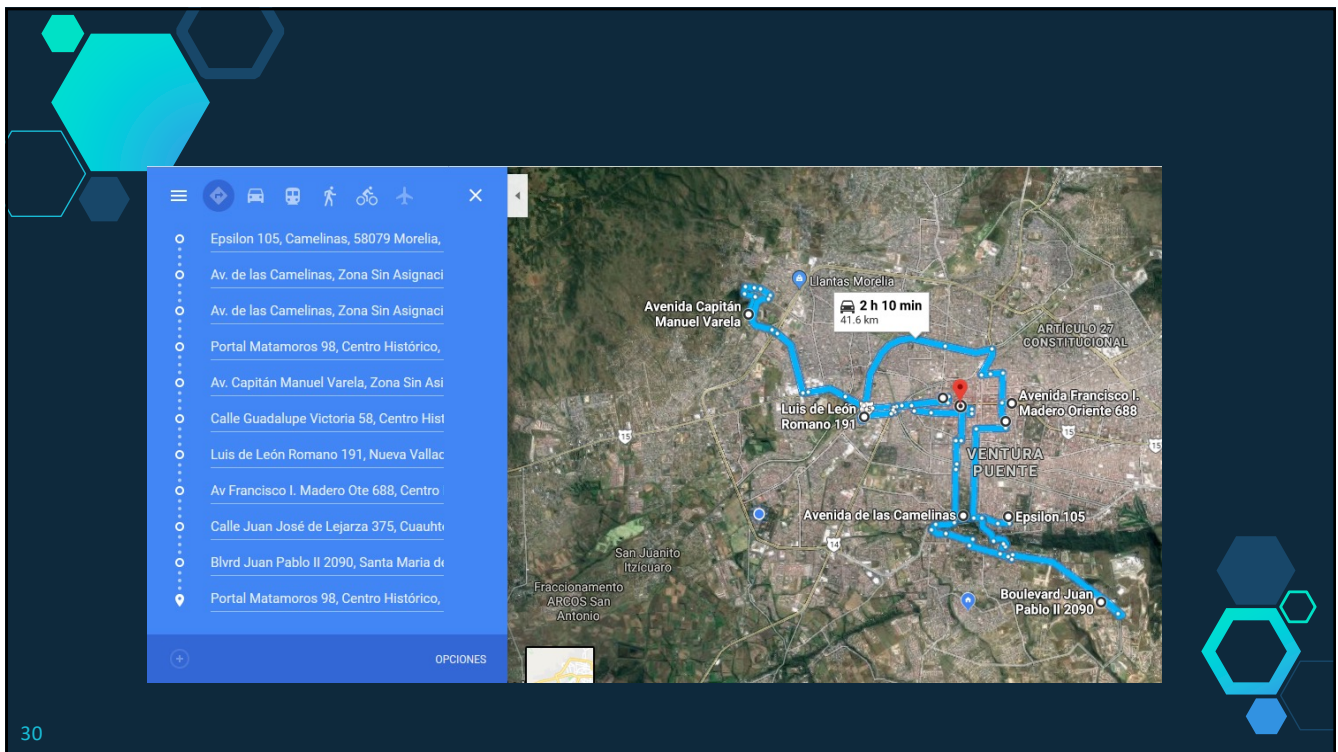 Epsilon 105, Camelinas, 58079 Morelia,
Av. de las Camelinas, Zona Sin Asignaci
Av. de las Camelinas, Zona Sin Asignaci
Portal Matamoros 98, Centro Histórico,
Av. Capitán Manuel Varela, Zona Sin Asi
Calle Guadalupe Victoria 58, Centro Hist
Luis de León Romano 191, Nueva Vallad
Av Francisco I. Madero Ote 688, Centro
Calle Juan José de Lejarza 375, Cuauht
Blvrd Juan Pablo II 2090, Santa Maria de
Portal Matamoros 98, Centro Histórico,
OPCIONES
Llantas Morelia
Avenida Capitán
Manuel Varela
2 h 10 min
41.6 km
ARTÍCULO 27
CONSTITUCIONAL
Avenida Francisco I.
Madero Oriente 688
Luis de León
Romano 191
15
15
15
15
VENTURA
PUENTE
Avenida de las Camelinas
Epsilon 105
14
San Juanito
Itzícuaro
Fraccionamento
ARCOS San
Antonio
Boulevard Juan
Pablo II 2090
30